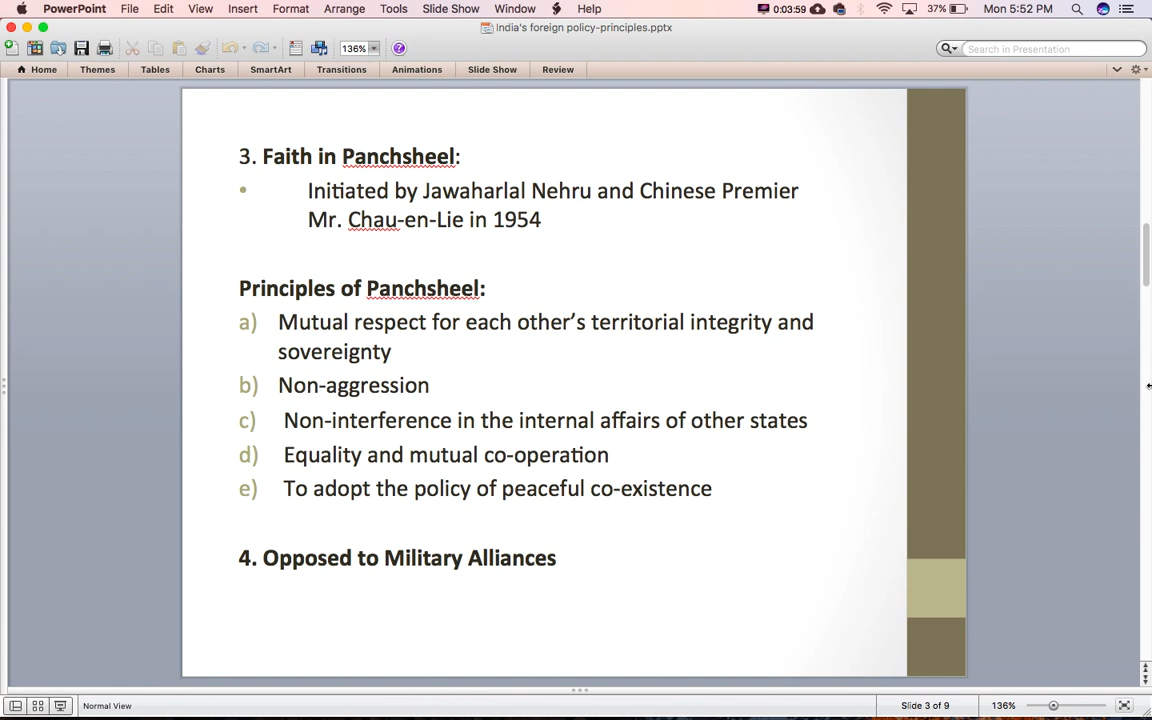 PowerPoint File Edit View Insert Format Arrange Tools Slide Show Window Help 0:03:59 37% Mon 5:52 PM
India's foreign policy-principles.pptx
136% Search in Presentation
Home Themes Tables Charts SmartArt Transitions Animations Slide Show Review
3. Faith in Panchsheel:
• Initiated by Jawaharlal Nehru and Chinese Premier
Mr. Chau-en-Lie in 1954
Principles of Panchsheel:
a) Mutual respect for each other's territorial integrity and
sovereignty
b) Non-aggression
c) Non-interference in the internal affairs of other states
d) Equality and mutual co-operation
e) To adopt the policy of peaceful co-existence
4. Opposed to Military Alliances
Normal View Slide 3 of 9 136%